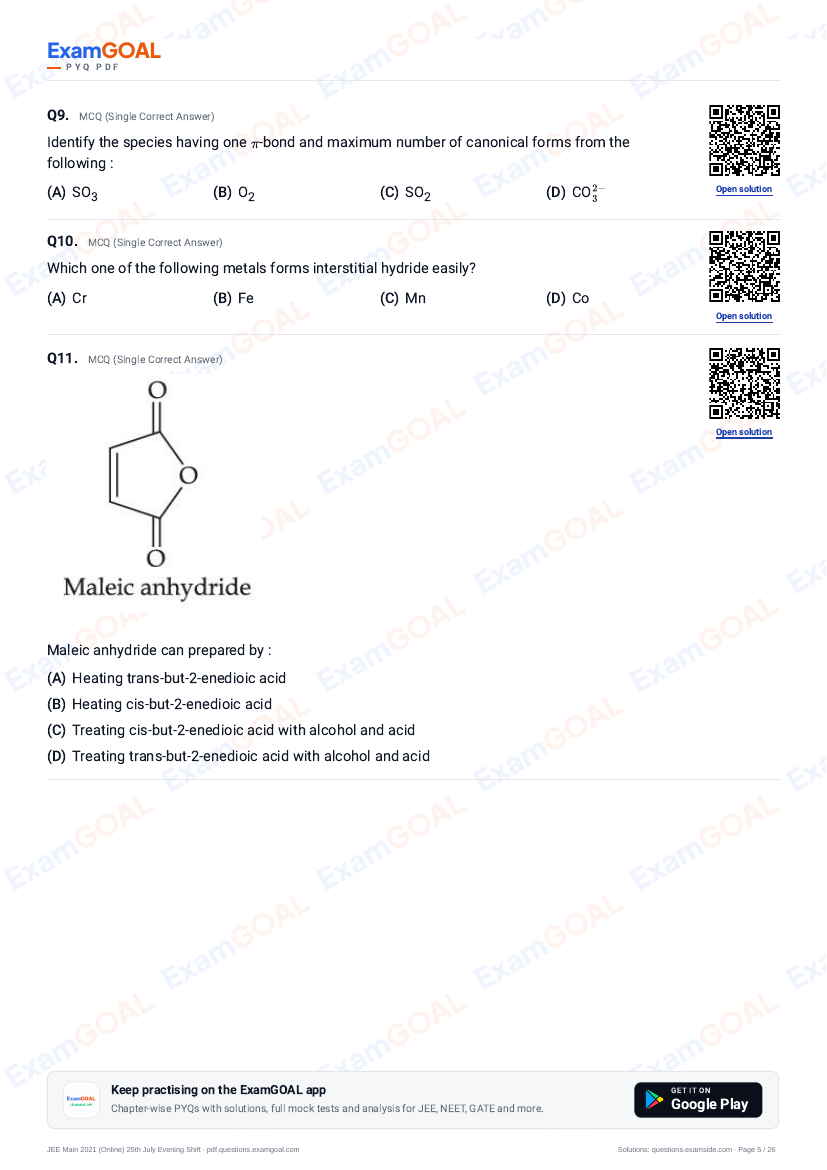 ExamGOAL
PYQ PDF
Q9. MCQ (Single Correct Answer)
Identify the species having one π-bond and maximum number of canonical forms from the
following :
(A) SO3 (B) O2 (C) SO2 (D) CO3^2−
Open solution
Q10. MCQ (Single Correct Answer)
Which one of the following metals forms interstitial hydride easily?
(A) Cr (B) Fe (C) Mn (D) Co
Open solution
Q11. MCQ (Single Correct Answer)
Open solution
O
O
O
Maleic anhydride
Maleic anhydride can prepared by :
(A) Heating trans-but-2-enedioic acid
(B) Heating cis-but-2-enedioic acid
(C) Treating cis-but-2-enedioic acid with alcohol and acid
(D) Treating trans-but-2-enedioic acid with alcohol and acid
ExamGOAL
Keep practising on the ExamGOAL app
Chapter-wise PYQs with solutions, full mock tests and analysis for JEE, NEET, GATE and more.
GET IT ON
Google Play
JEE Main 2021 (Online) 25th July Evening Shift · pdf.questions.examgoal.com
Solutions: questions.examside.com · Page 5 / 26